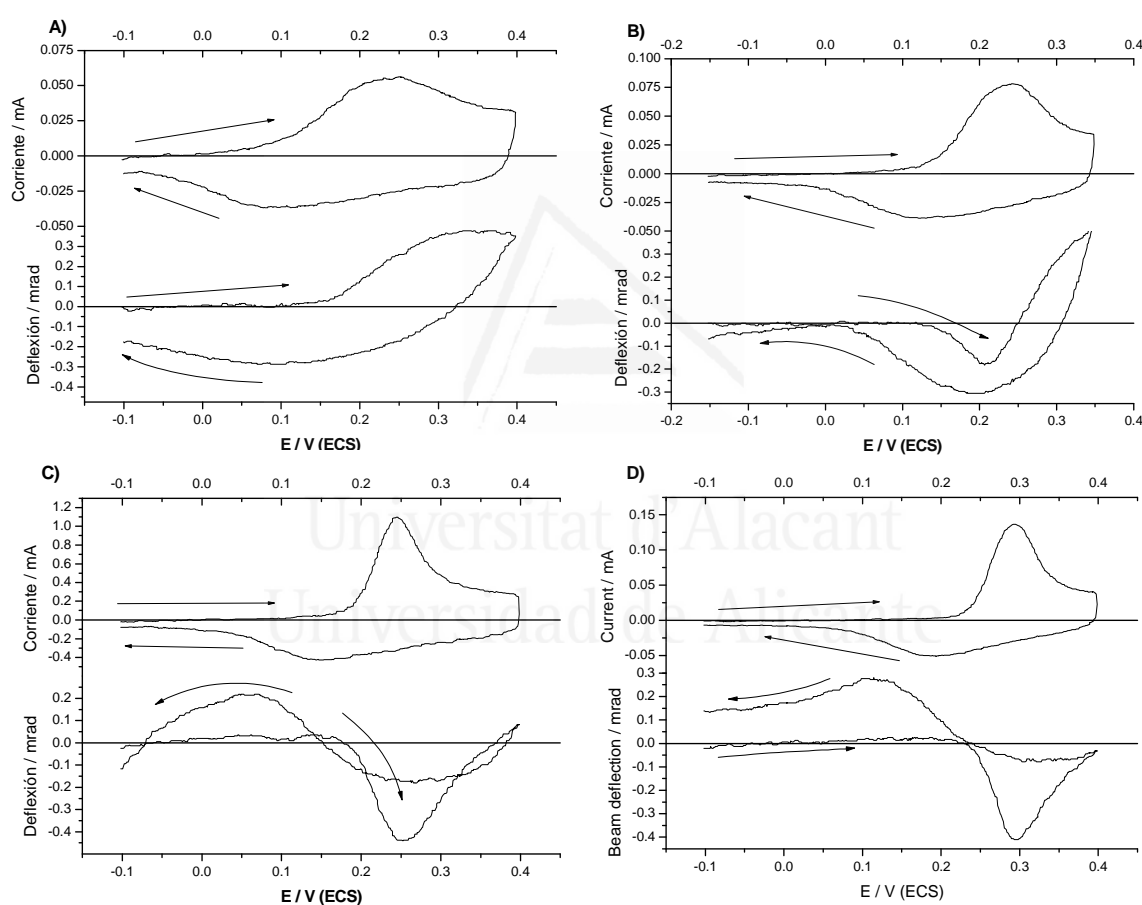 A)
-0.1 0.0 0.1 0.2 0.3 0.4
0.075
0.050
0.025
0.000
-0.025
-0.050
Corriente / mA
0.3
0.2
0.1
0.0
-0.1
-0.2
-0.3
-0.4
Deflexión / mrad
-0.1 0.0 0.1 0.2 0.3 0.4
E / V (ECS)
B)
-0.2 -0.1 0.0 0.1 0.2 0.3 0.4
0.100
0.075
0.050
0.025
0.000
-0.025
-0.050
Corriente / mA
0.3
0.2
0.1
0.0
-0.1
-0.2
-0.3
Deflexión / mrad
-0.2 -0.1 0.0 0.1 0.2 0.3 0.4
E / V (ECS)
C)
-0.1 0.0 0.1 0.2 0.3 0.4
1.2
1.0
0.8
0.6
0.4
0.2
0.0
-0.2
-0.4
Corriente / mA
0.2
0.1
0.0
-0.1
-0.2
-0.3
-0.4
Deflexión / mrad
-0.1 0.0 0.1 0.2 0.3 0.4
E / V (ECS)
D)
-0.1 0.0 0.1 0.2 0.3 0.4
0.15
0.10
0.05
0.00
-0.05
Current / mA
0.3
0.2
0.1
0.0
-0.1
-0.2
-0.3
-0.4
Beam deflection / mrad
-0.1 0.0 0.1 0.2 0.3 0.4
E / V (ECS)
Universitat d'Alacant
Universidad de Alicante